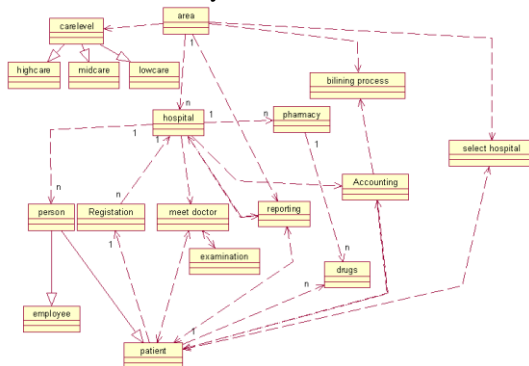 area
carelevel
1
highcare
midcare
lowcare
bilining process
n
hospital
1
n
pharmacy
1
1
1
select hospital
n
n
person
Registation
meet doctor
reporting
Accounting
1
examination
n
drugs
n
employee
1
patient